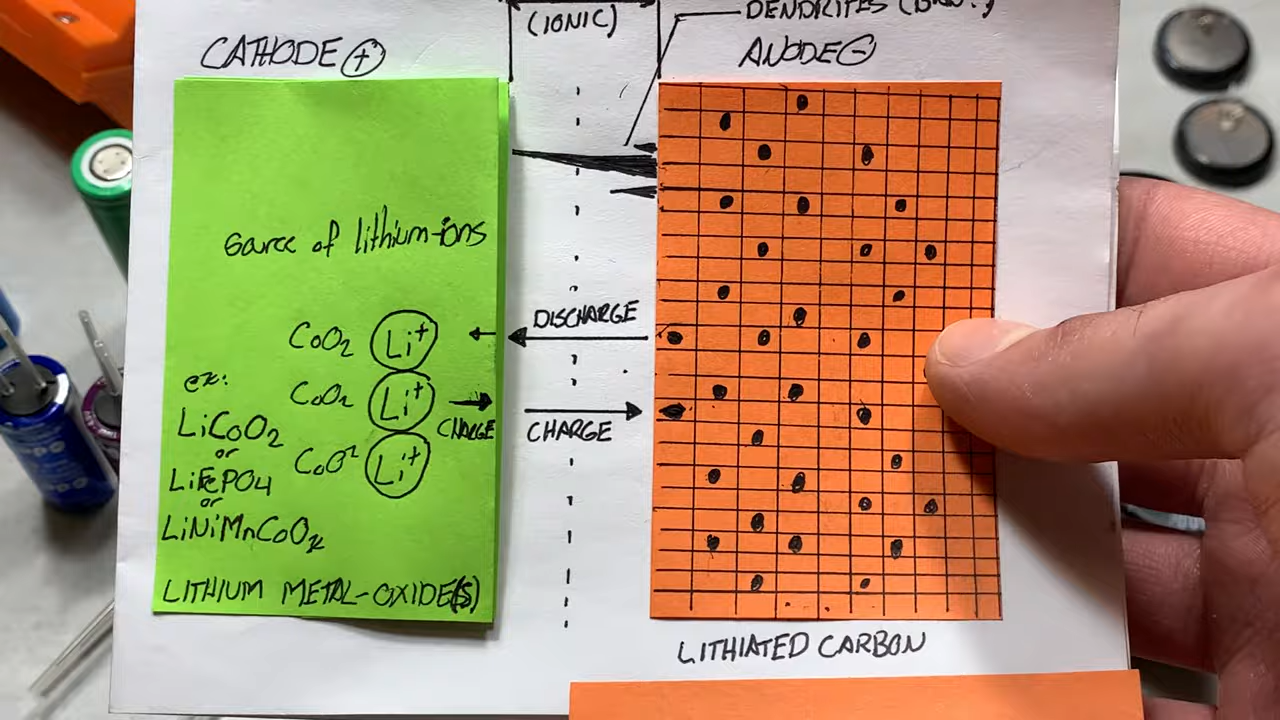 (IONIC)
DENDRITES
CATHODE +
ANODE -
Source of lithium-ions
DISCHARGE
CoO2 Li+
ex:
CoO2 Li+
CHARGE
CHARGE
LiCoO2
or
CoO2 Li+
LiFePO4
or
LiNiMnCoOx
LITHIUM METAL-OXIDE(S)
LITHIATED CARBON